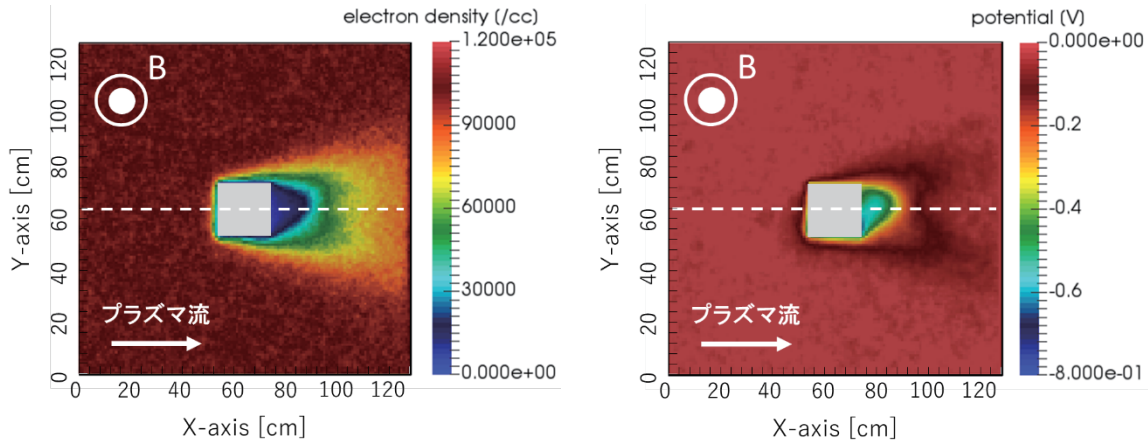 electron density [/cc]
1.200e+05
90000
60000
30000
0.000e+00
B
プラズマ流
Y-axis [cm]
0 20 40 60 80 100 120
0 20 40 60 80 100 120
X-axis [cm]
potential [V]
0.000e+00
-0.2
-0.4
-0.6
-8.000e-01
B
プラズマ流
Y-axis [cm]
0 20 40 60 80 100 120
0 20 40 60 80 100 120
X-axis [cm]